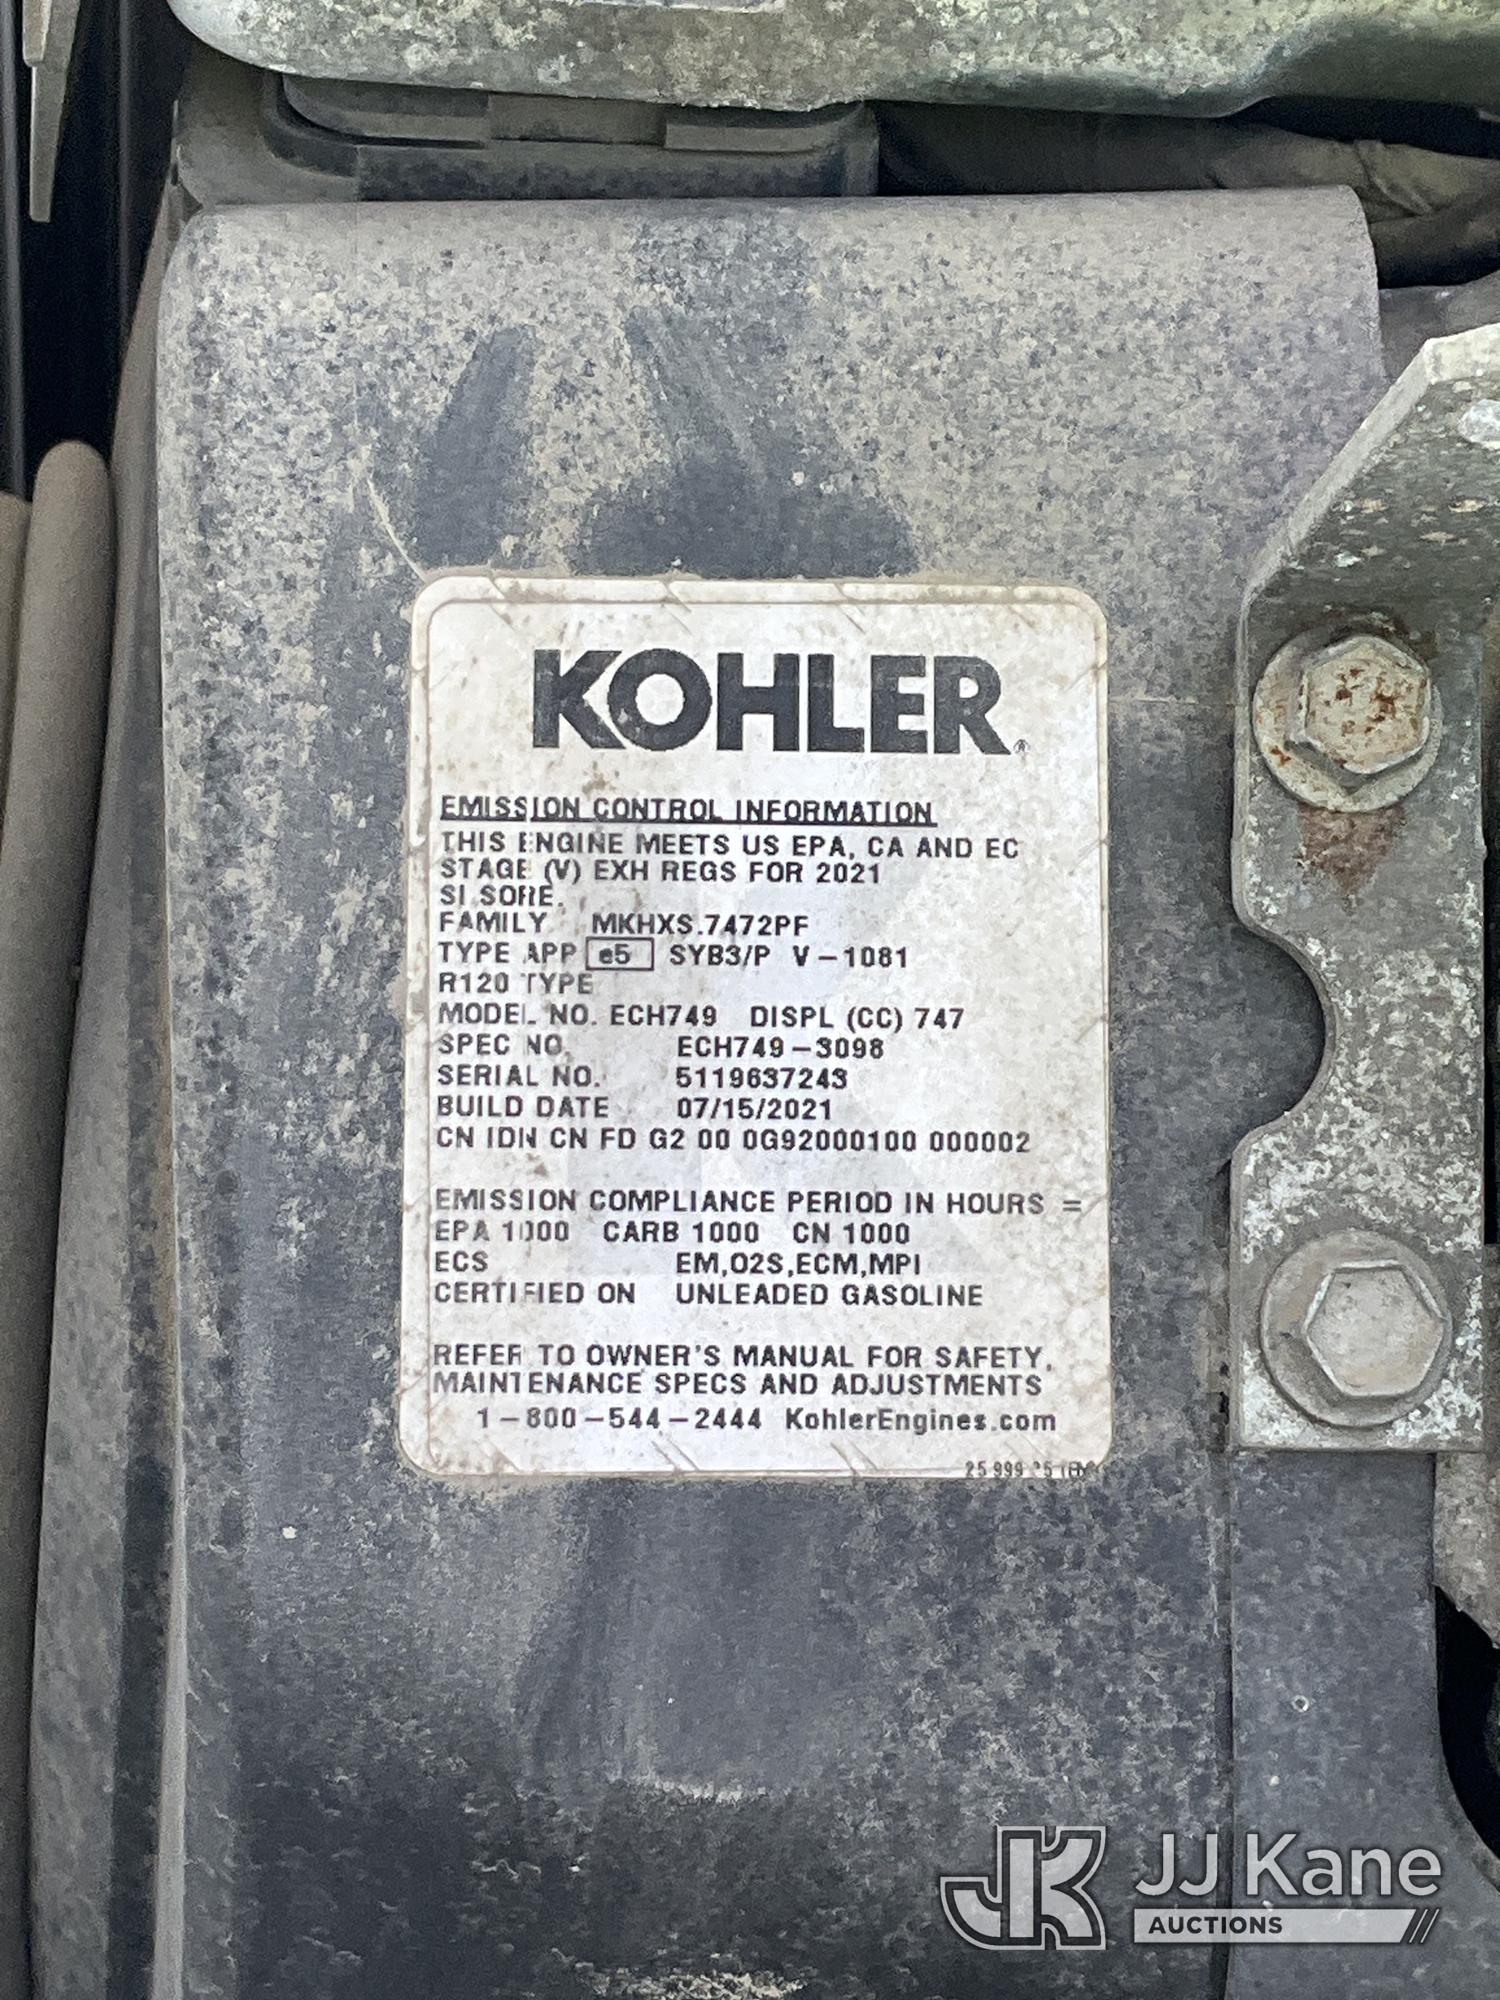 KOHLER®
EMISSION CONTROL INFORMATION
THIS ENGINE MEETS US EPA, CA AND EC
STAGE (V) EXH REGS FOR 2021
SI SORE.
FAMILY MKHXS.7472PF
TYPE APP e5 SYB3/P V-1081
R120 TYPE
MODEL NO. ECH749 DISPL (CC) 747
SPEC NO. ECH749-3098
SERIAL NO. 5119637243
BUILD DATE 07/15/2021
CN IDN CN FD G2 00 0G92000100 000002
EMISSION COMPLIANCE PERIOD IN HOURS =
EPA 1000 CARB 1000 CN 1000
ECS EM,O2S,ECM,MPI
CERTIFIED ON UNLEADED GASOLINE
REFER TO OWNER'S MANUAL FOR SAFETY,
MAINTENANCE SPECS AND ADJUSTMENTS
1-800-544-2444 KohlerEngines.com
25 999
JK JJ Kane
AUCTIONS